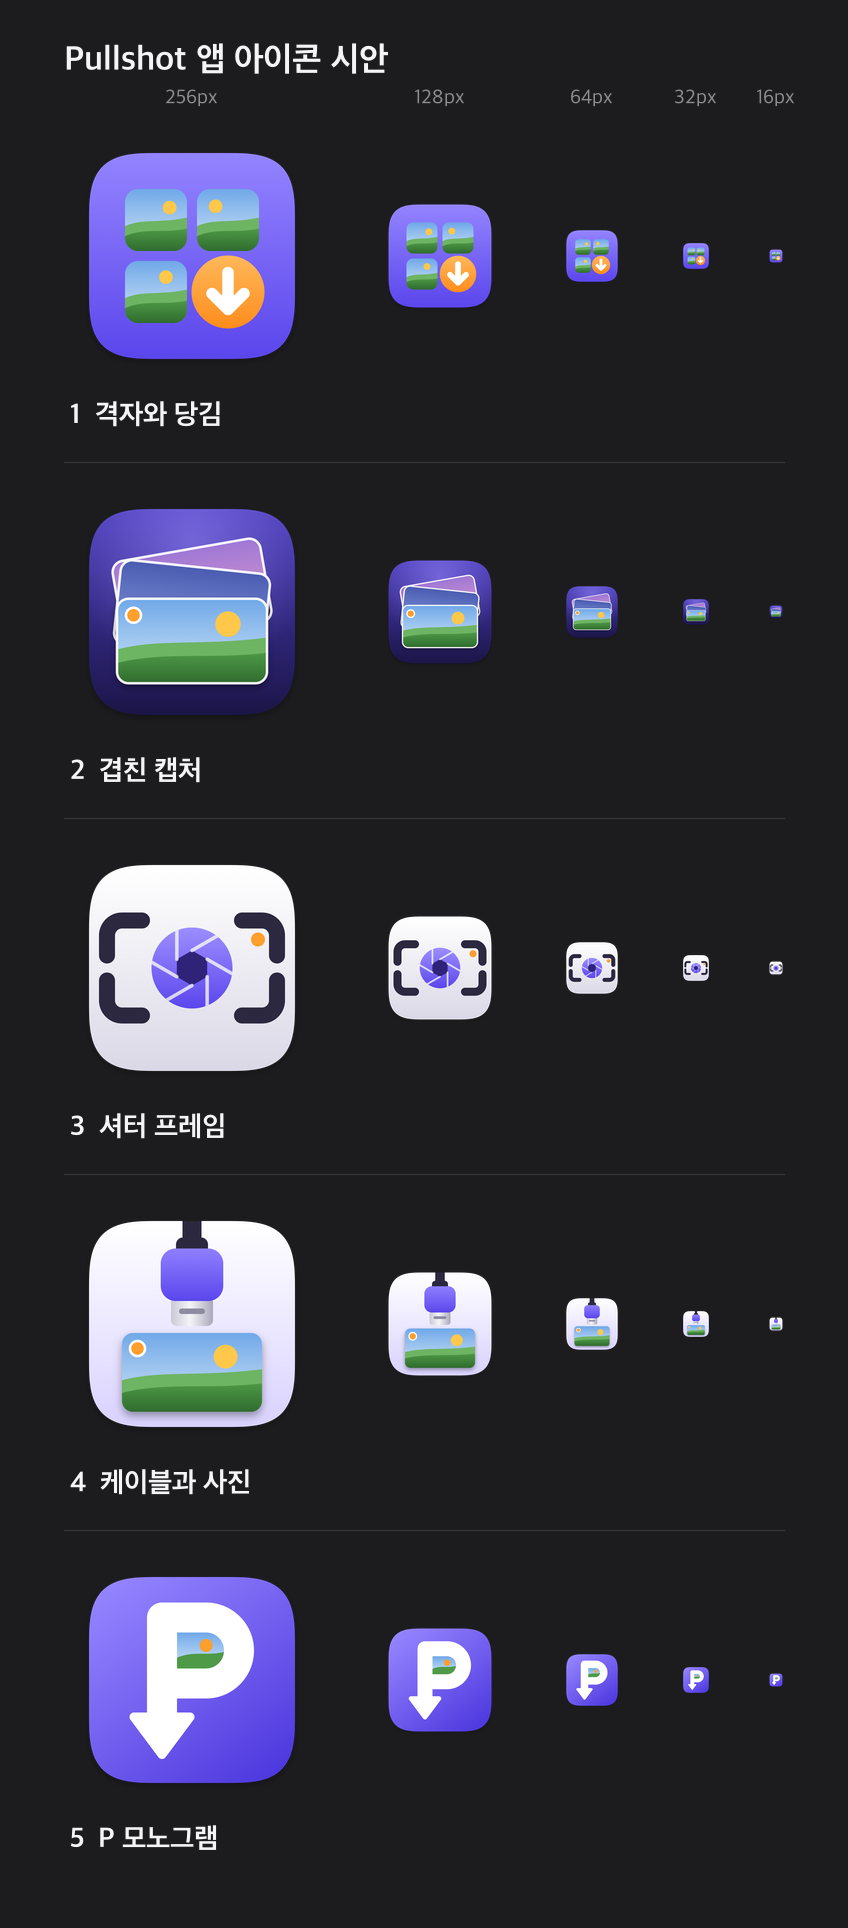 Pullshot 앱 아이콘 시안
256px 128px 64px 32px 16px
1 격자와 당김
2 겹친 캡처
3 셔터 프레임
4 케이블과 사진
5 P 모노그램